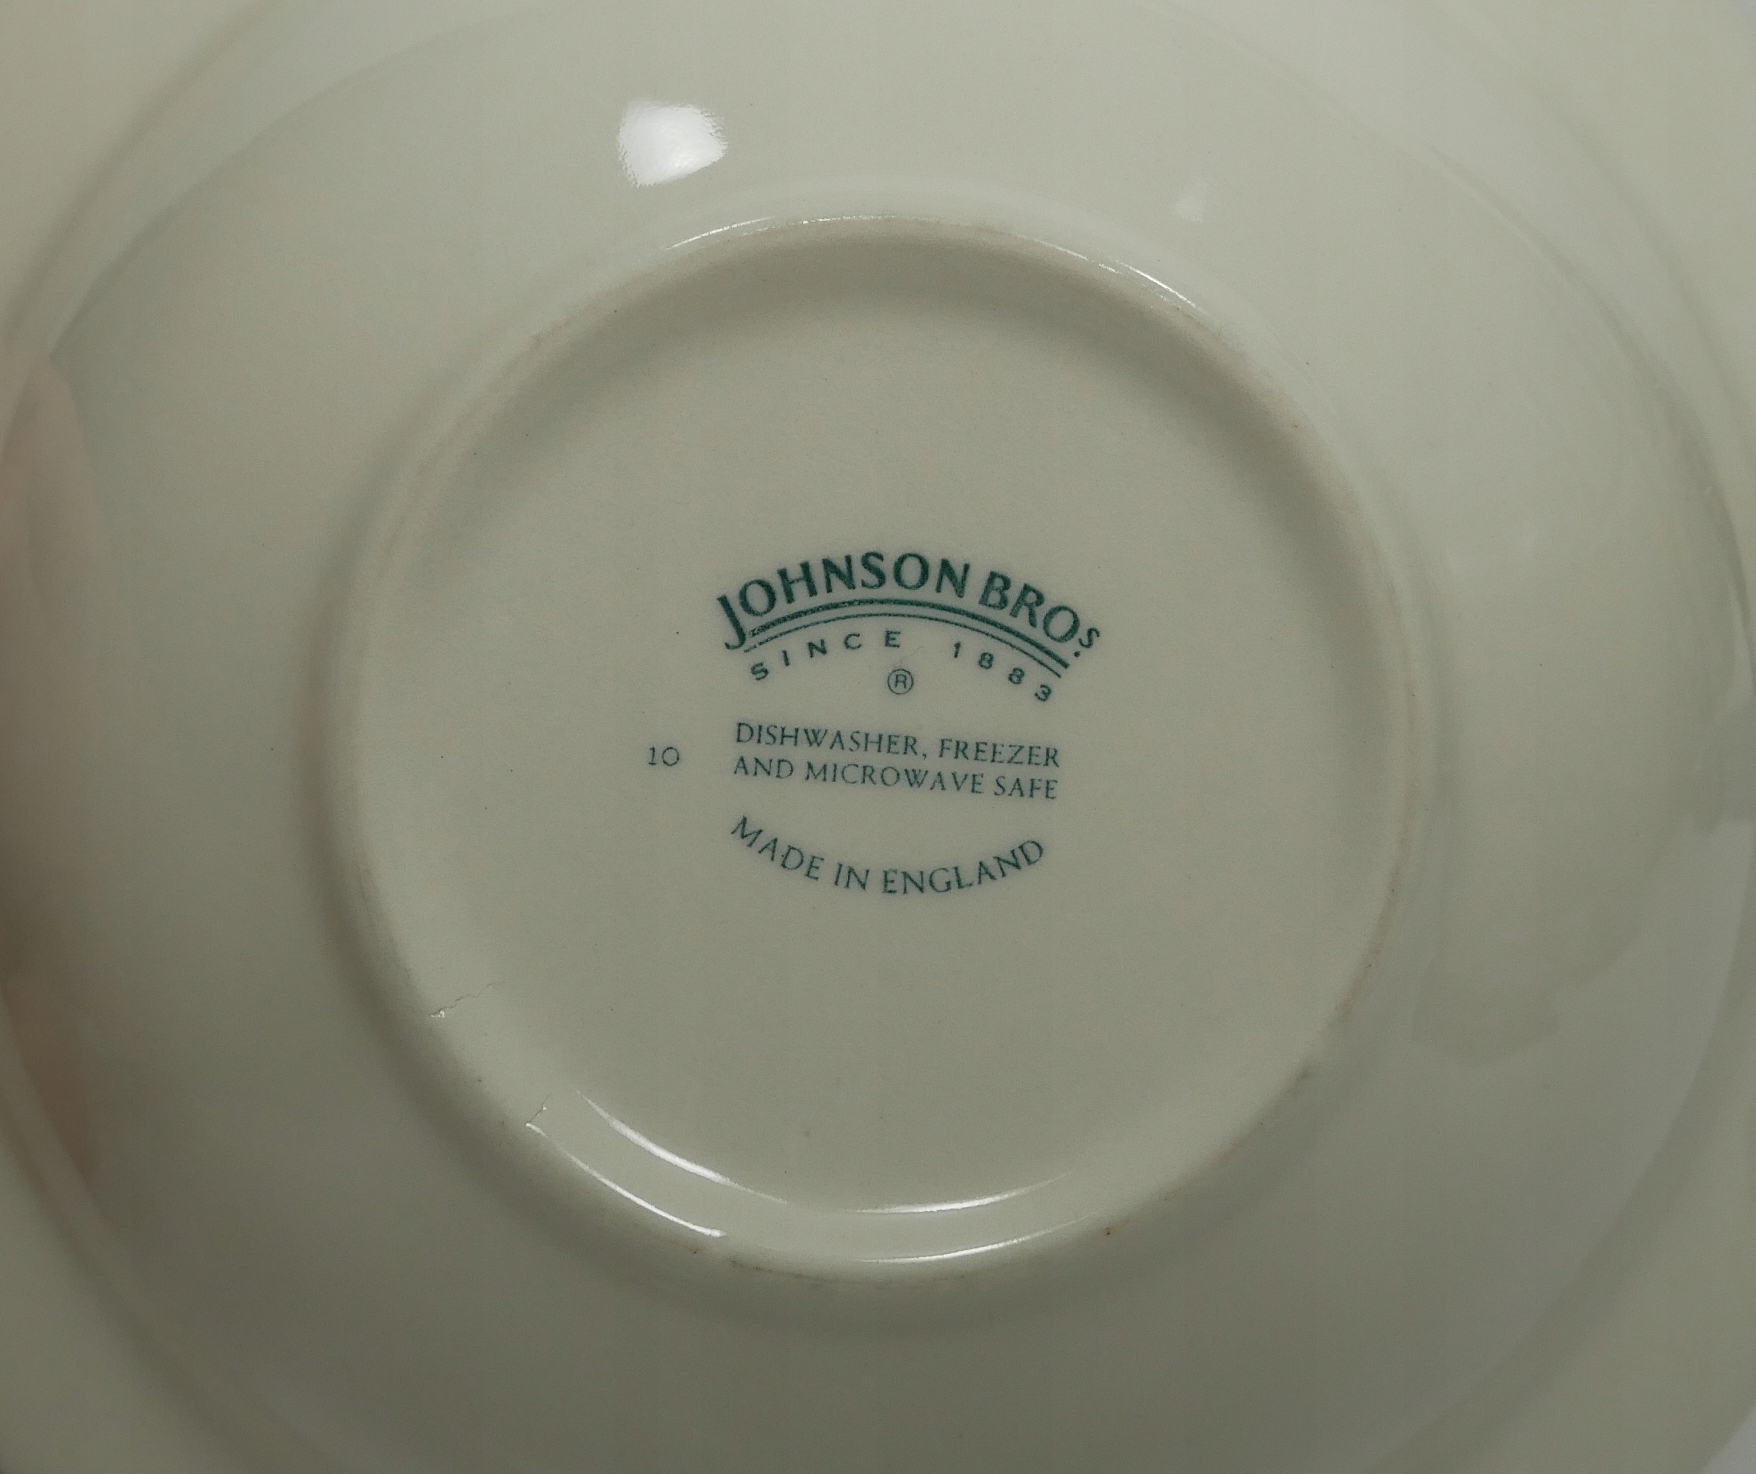 JOHNSON BROS.
SINCE 1883
®
DISHWASHER, FREEZER
10 AND MICROWAVE SAFE
MADE IN ENGLAND